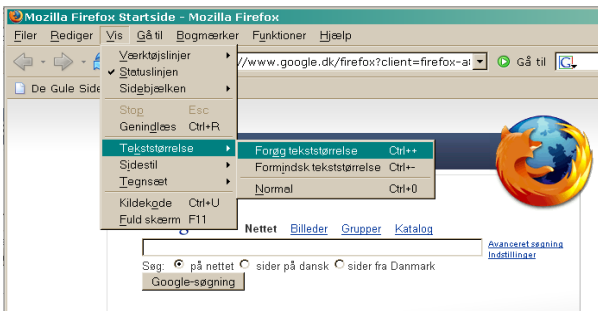 Mozilla Firefox Startside - Mozilla Firefox
Filer Rediger Vis Gå til Bogmærker Funktioner Hjælp
//www.google.dk/firefox?client=firefox-a Gå til G
De Gule Side
Værktøjslinjer
Statuslinjen
Sidebjælken
Stop Esc
Genindlæs Ctrl+R
Tekststørrelse
Sidestil
Tegnsæt
Kildekode Ctrl+U
Fuld skærm F11
Forøg tekststørrelse Ctrl++
Formindsk tekststørrelse Ctrl+-
Normal Ctrl+0
Nettet Billeder Grupper Katalog
Avanceret søgning
Indstillinger
Søg: på nettet sider på dansk sider fra Danmark
Google-søgning